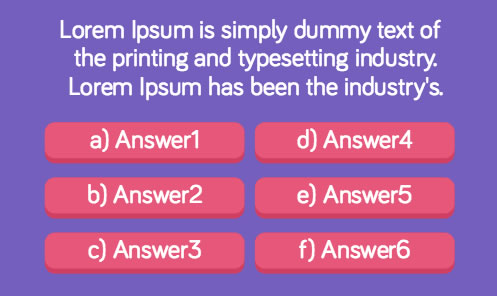 Lorem Ipsum is simply dummy text of
the printing and typesetting industry.
Lorem Ipsum has been the industry's.
a) Answer1
b) Answer2
c) Answer3
d) Answer4
e) Answer5
f) Answer6